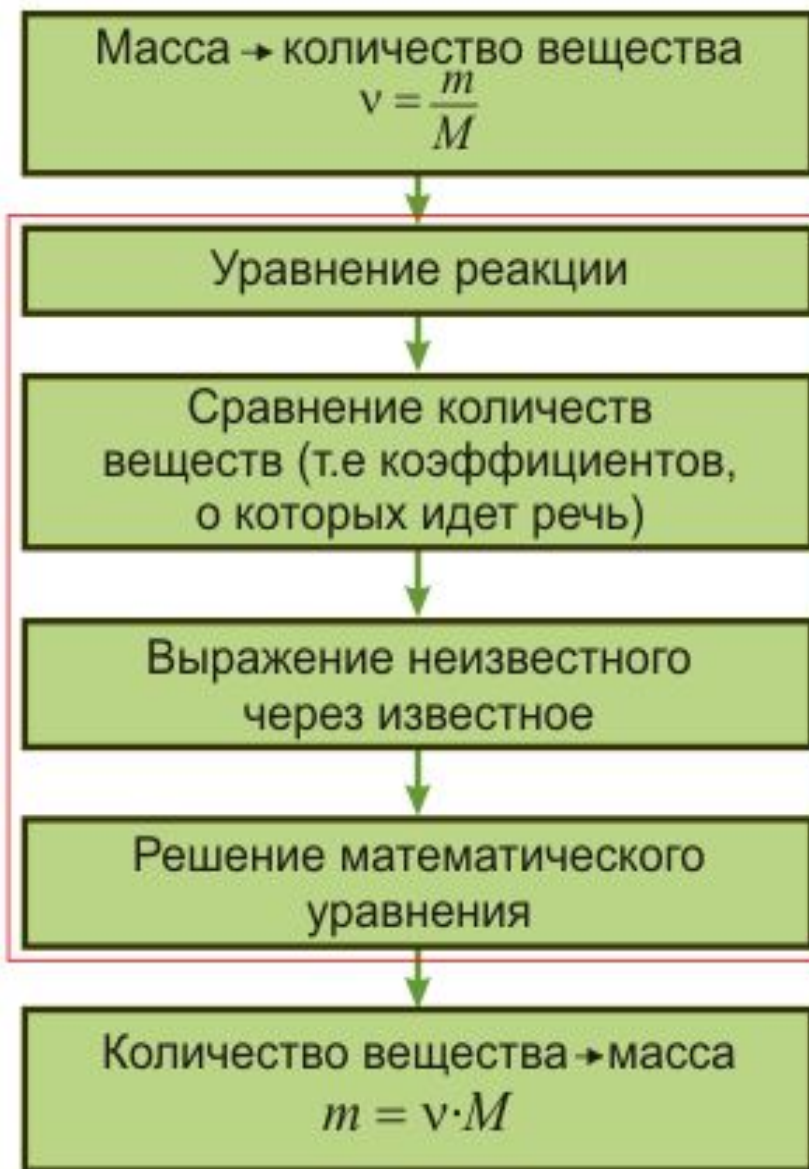 Масса → количество вещества
ν = m/M
Уравнение реакции
Сравнение количеств
веществ (т.е коэффициентов,
о которых идет речь)
Выражение неизвестного
через известное
Решение математического
уравнения
Количество вещества → масса
m = ν·M